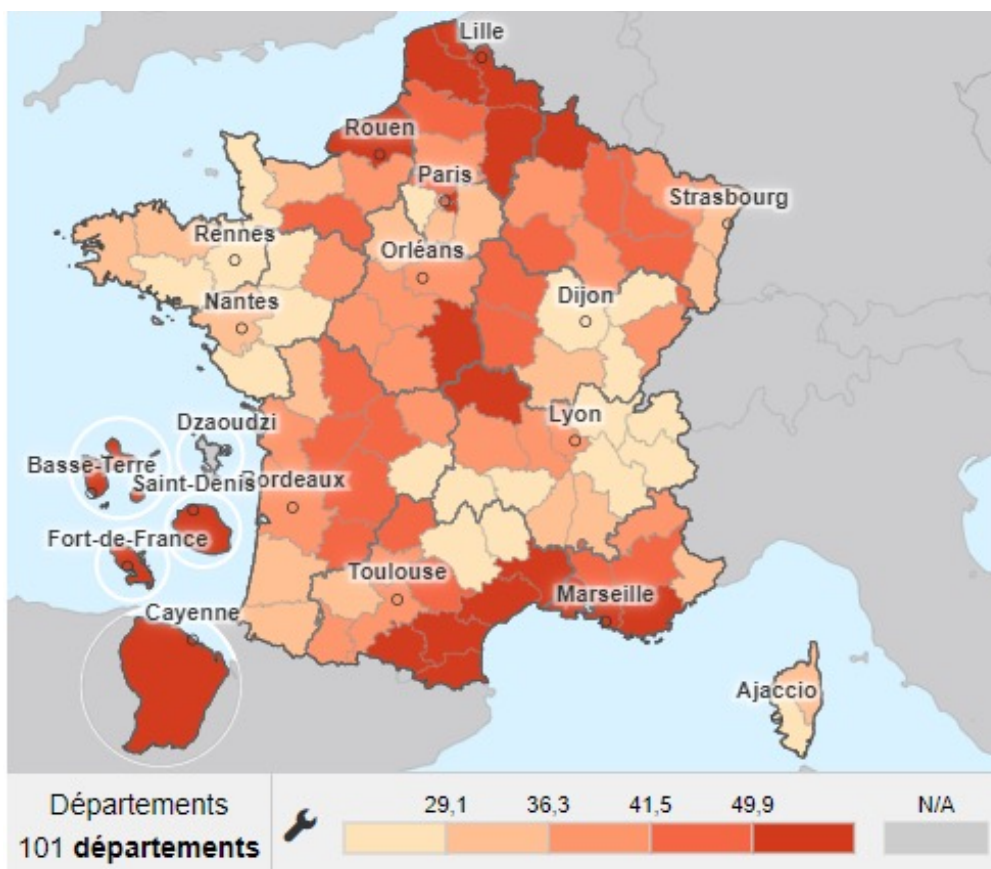 Lille
Rouen
Paris
Strasbourg
Rennes
Orléans
Nantes
Dijon
Dzaoudzi
Lyon
Basse-Terre
Saint-Denis
Bordeaux
Fort-de-France
Toulouse
Marseille
Cayenne
Ajaccio
Départements
101 départements
29,1 36,3 41,5 49,9 N/A